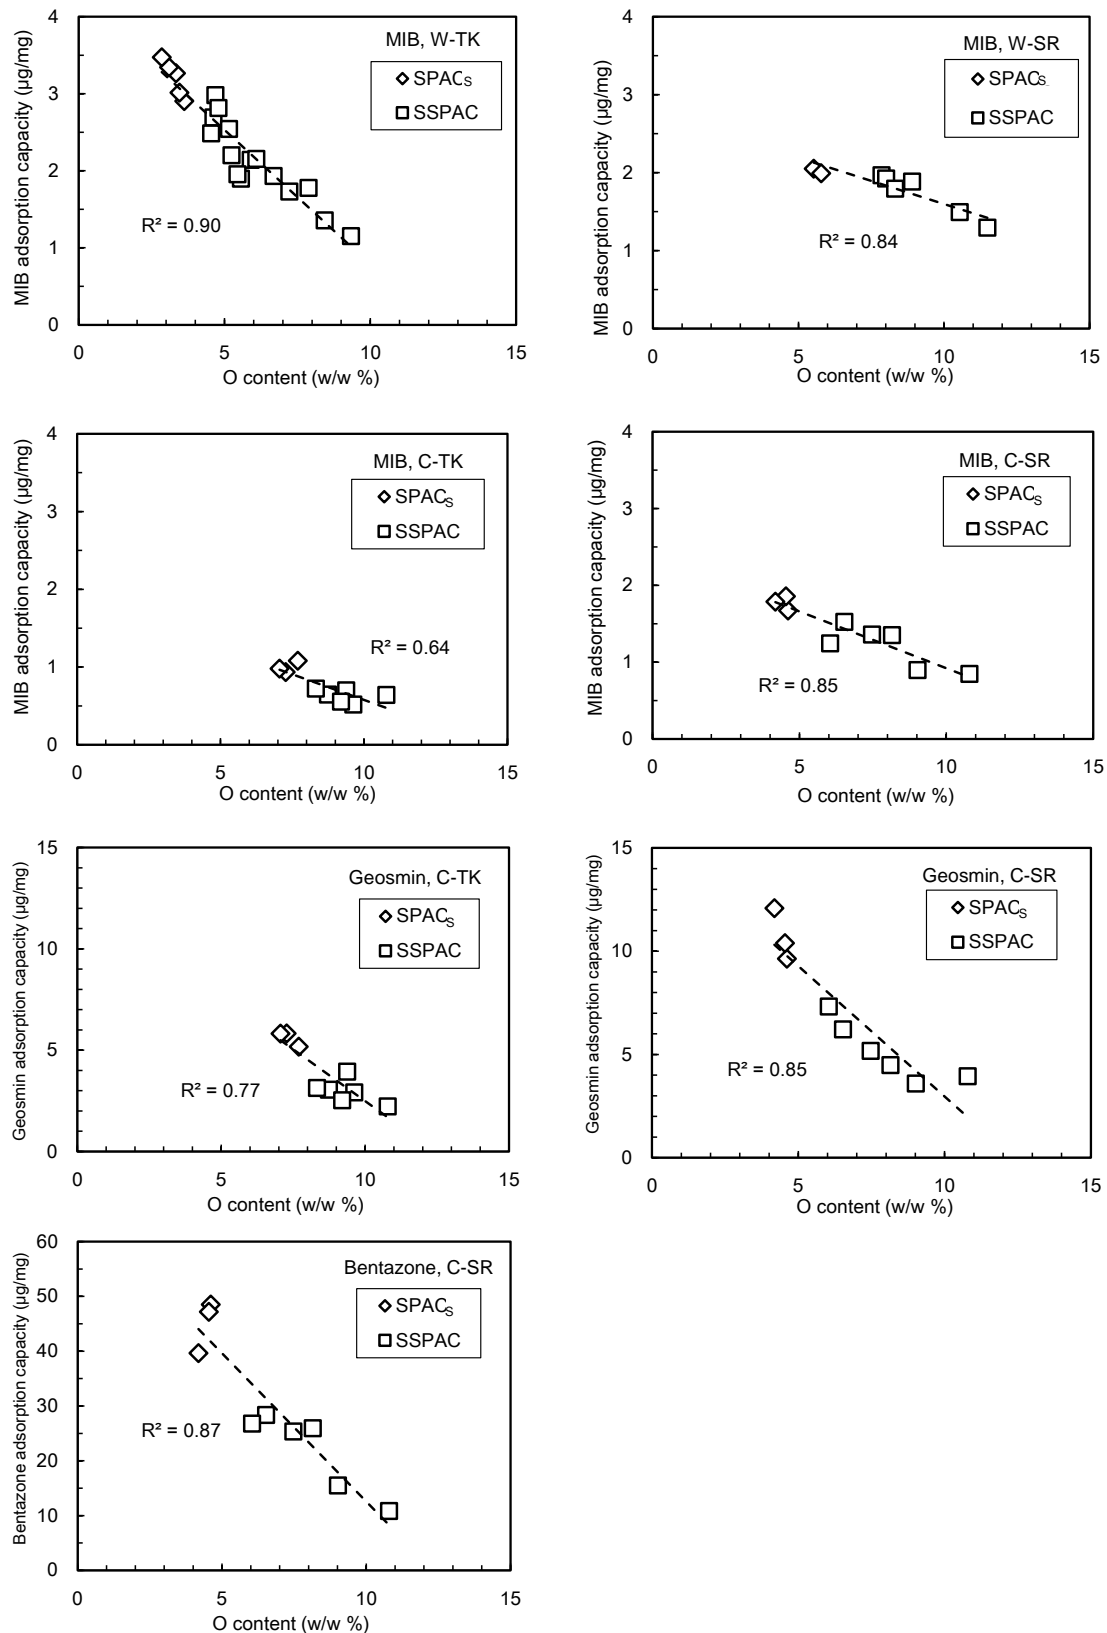 MIB, W-TK
SPACS
SSPAC
R² = 0.90
MIB adsorption capacity (µg/mg)
4
3
2
1
0
0 5 10 15
O content (w/w %)
MIB, W-SR
SPACS
SSPAC
R² = 0.84
MIB adsorption capacity (µg/mg)
4
3
2
1
0
0 5 10 15
O content (w/w %)
MIB, C-TK
SPACS
SSPAC
R² = 0.64
MIB adsorption capacity (µg/mg)
4
3
2
1
0
0 5 10 15
O content (w/w %)
MIB, C-SR
SPACS
SSPAC
R² = 0.85
MIB adsorption capacity (µg/mg)
4
3
2
1
0
0 5 10 15
O content (w/w %)
Geosmin, C-TK
SPACS
SSPAC
R² = 0.77
Geosmin adsorption capacity (µg/mg)
15
10
5
0
0 5 10 15
O content (w/w %)
Geosmin, C-SR
SPACS
SSPAC
R² = 0.85
Geosmin adsorption capacity (µg/mg)
15
10
5
0
0 5 10 15
O content (w/w %)
Bentazone, C-SR
SPACS
SSPAC
R² = 0.87
Bentazone adsorption capacity (µg/mg)
60
50
40
30
20
10
0
0 5 10 15
O content (w/w %)